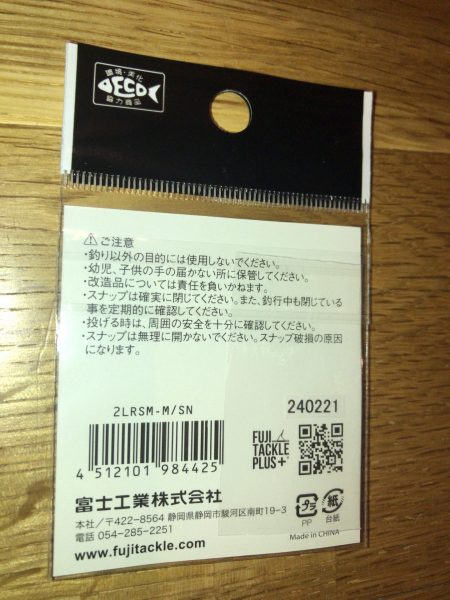 環境・美化
ECO
協力商品
⚠ご注意
・釣り以外の目的には使用しないでください。
・幼児、子供の手の届かない所に保管してください。
・改造品については責任を負いかねます。
・スナップは確実に閉じてください。また、釣行中も閉じている
事を定期的に確認してください。
・投げる時は、周囲の安全を十分に確認してください。
・スナップは無理に開かないでください。スナップ破損の原因
になります。
2LRSM-M/SN
240221
FUJI
TACKLE
PLUS+
4 512101 984425
富士工業株式会社
本社／〒422-8564 静岡県静岡市駿河区南町19-3
電話 054-285-2251
www.fujitackle.com
プラ
PP
紙
台紙
Made in CHINA